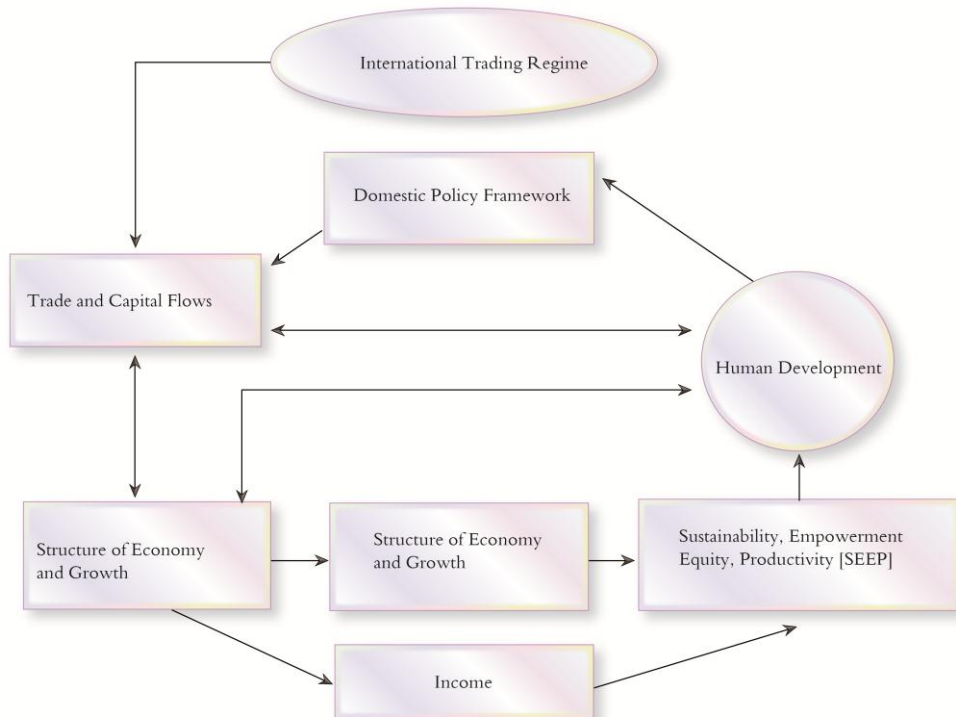 International Trading Regime
Domestic Policy Framework
Trade and Capital Flows
Human Development
Structure of Economy
and Growth
Structure of Economy
and Growth
Sustainability, Empowerment
Equity, Productivity [SEEP]
Income